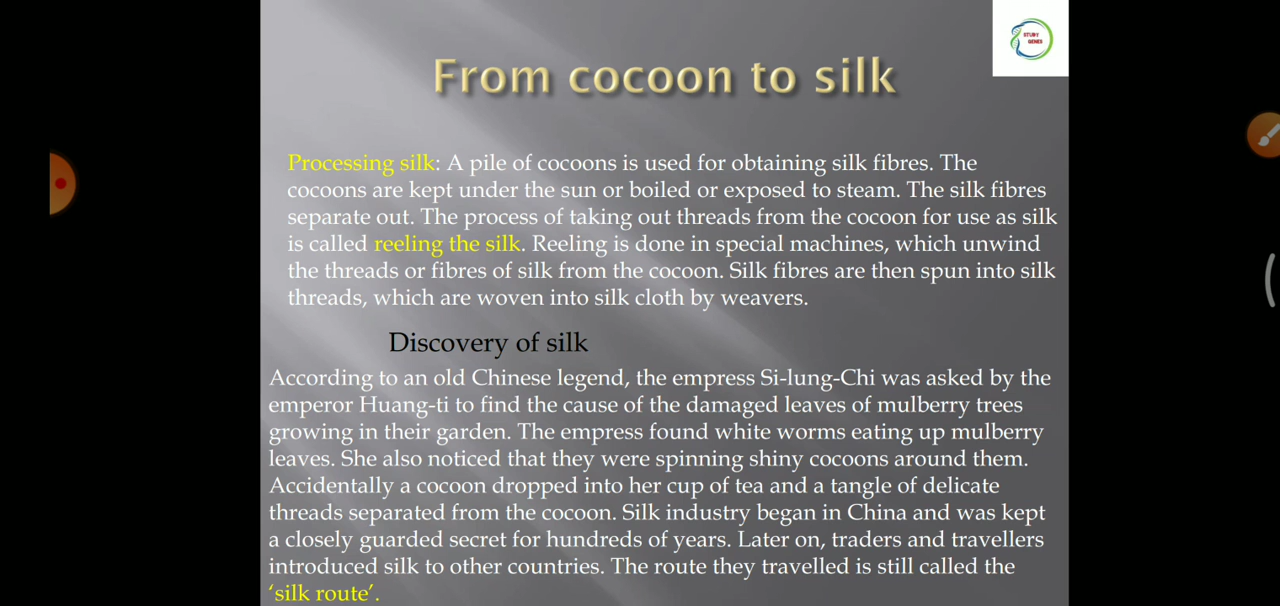 STUDY
GENES
From cocoon to silk
Processing silk: A pile of cocoons is used for obtaining silk fibres. The
cocoons are kept under the sun or boiled or exposed to steam. The silk fibres
separate out. The process of taking out threads from the cocoon for use as silk
is called reeling the silk. Reeling is done in special machines, which unwind
the threads or fibres of silk from the cocoon. Silk fibres are then spun into silk
threads, which are woven into silk cloth by weavers.
Discovery of silk
According to an old Chinese legend, the empress Si-lung-Chi was asked by the
emperor Huang-ti to find the cause of the damaged leaves of mulberry trees
growing in their garden. The empress found white worms eating up mulberry
leaves. She also noticed that they were spinning shiny cocoons around them.
Accidentally a cocoon dropped into her cup of tea and a tangle of delicate
threads separated from the cocoon. Silk industry began in China and was kept
a closely guarded secret for hundreds of years. Later on, traders and travellers
introduced silk to other countries. The route they travelled is still called the
‘silk route’.